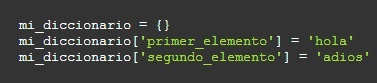 mi_diccionario = {}
mi_diccionario['primer_elemento'] = 'hola'
mi_diccionario['segundo_elemento'] = 'adios'